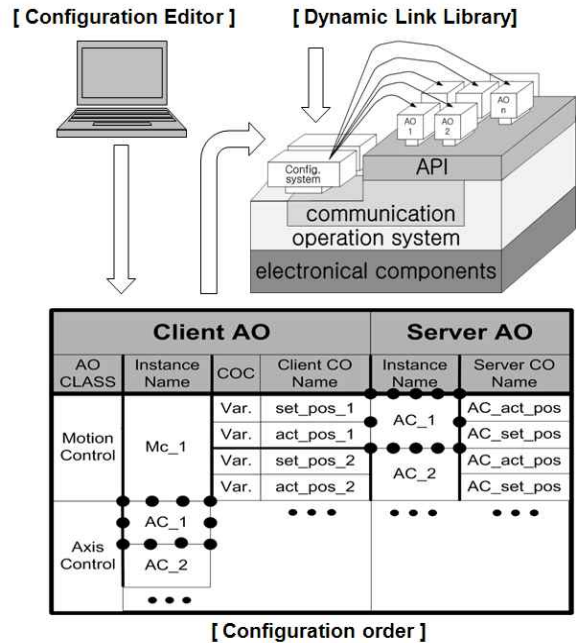 [ Configuration Editor ]
[ Dynamic Link Library]
AO
1
AO
2
AO
n
Config.
system
API
communication
operation system
electronical components
Client AO
Server AO
AO
CLASS
Instance
Name
COC
Client CO
Name
Instance
Name
Server CO
Name
Motion
Control
Mc_1
Var.
set_pos_1
AC_1
AC_act_pos
Var.
act_pos_1
AC_set_pos
Var.
set_pos_2
AC_2
AC_act_pos
Var.
act_pos_2
AC_set_pos
Axis
Control
AC_1
AC_2
• • •
• • •
• • •
• • •
[ Configuration order ]